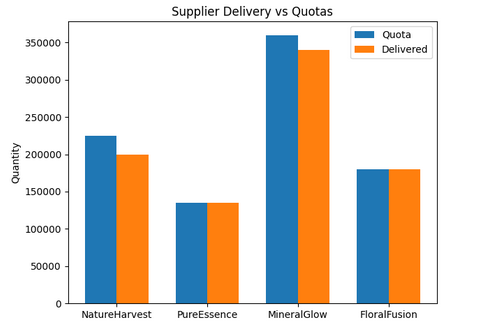 Supplier Delivery vs Quotas
Quota
Delivered
Quantity
350000
300000
250000
200000
150000
100000
50000
0
NatureHarvest PureEssence MineralGlow FloralFusion